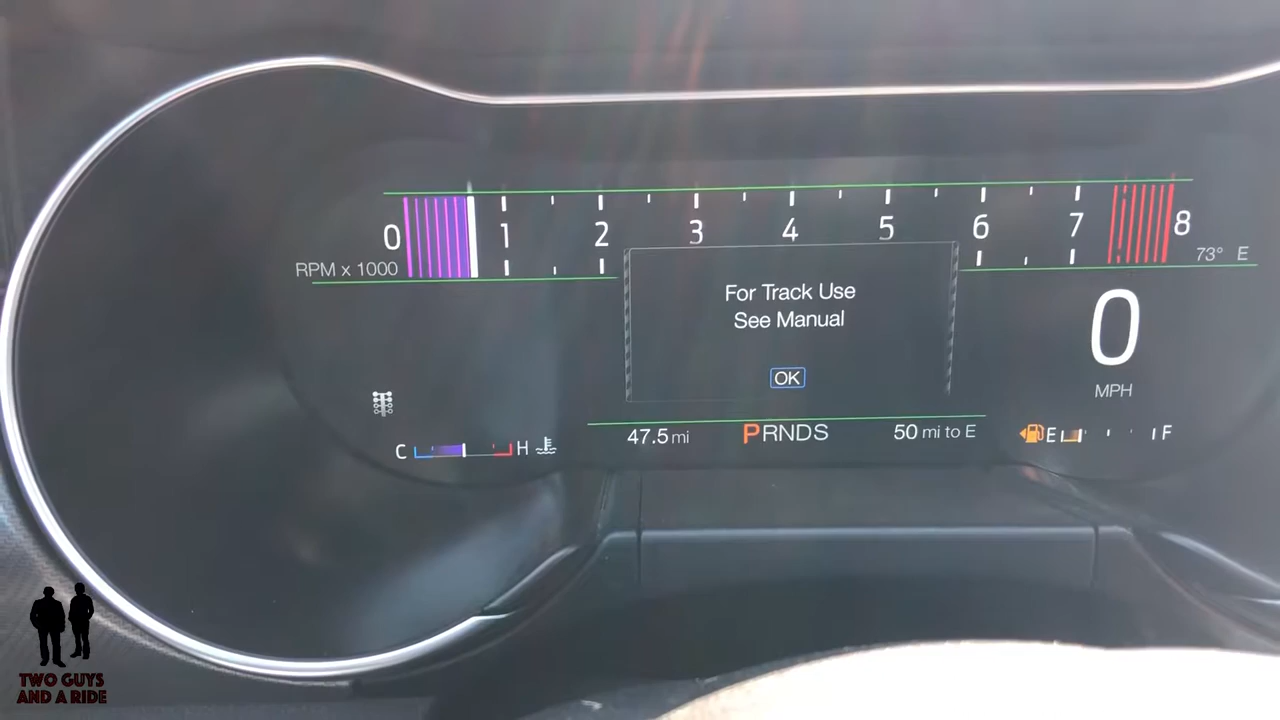 0 1 2 3 4 5 6 7 8
RPM x 1000
73° E
For Track Use
See Manual
OK
0
MPH
47.5 mi
PRNDS
50 mi to E
C H
E F
TWO GUYS
AND A RIDE